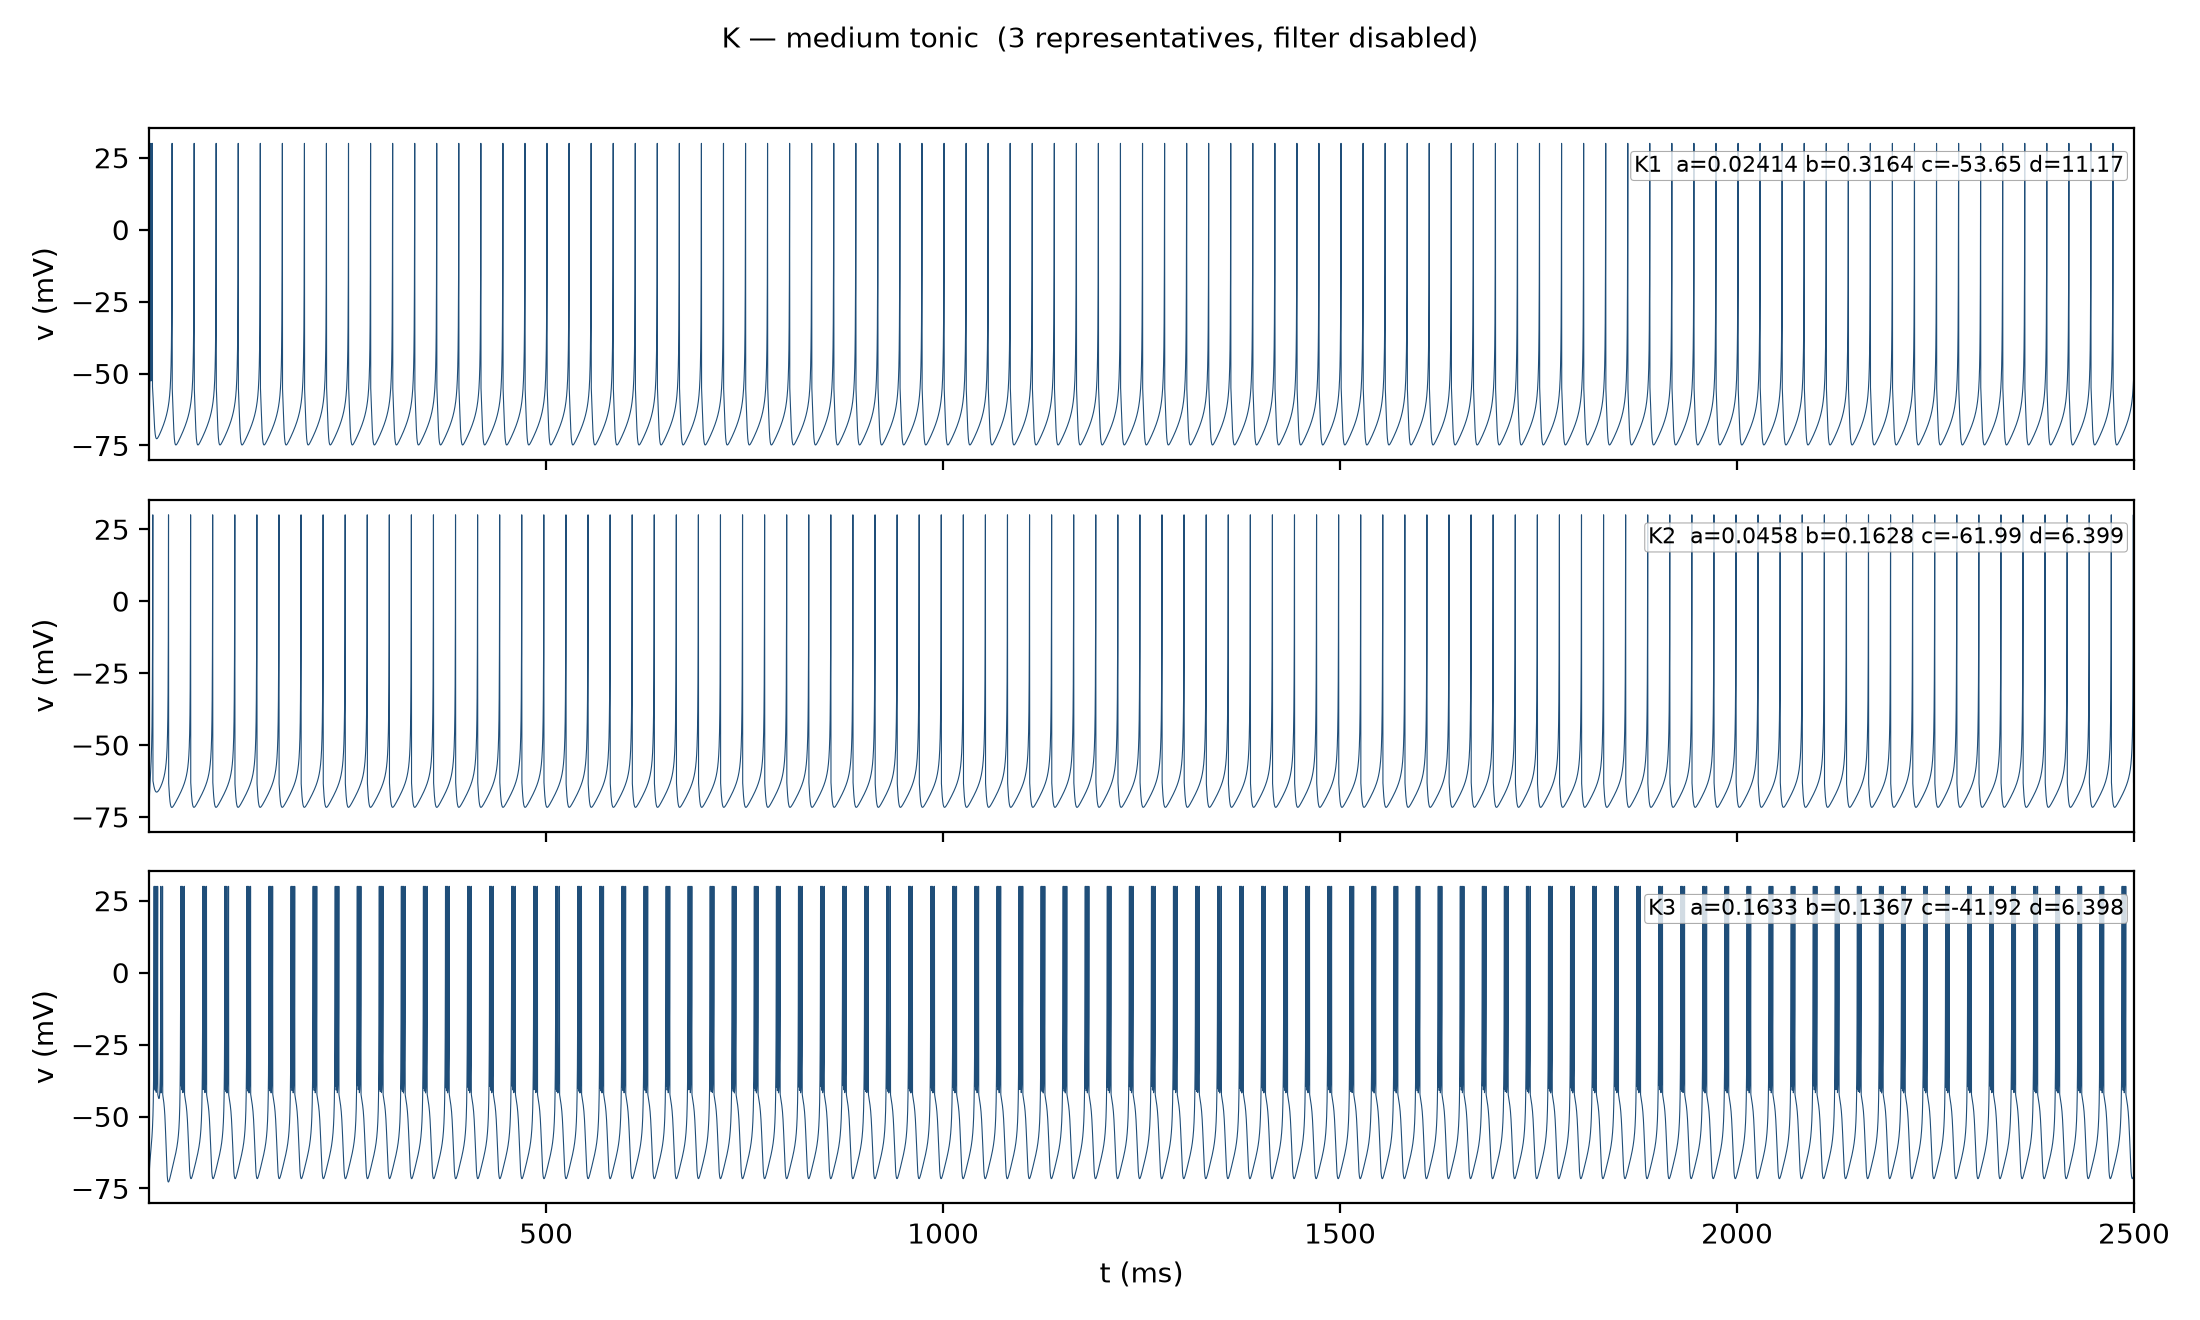 K — medium tonic  (3 representatives, filter disabled)
25
0
−25
−50
−75
v (mV)
K1  a=0.02414 b=0.3164 c=-53.65 d=11.17
25
0
−25
−50
−75
v (mV)
K2  a=0.0458 b=0.1628 c=-61.99 d=6.399
25
0
−25
−50
−75
v (mV)
K3  a=0.1633 b=0.1367 c=-41.92 d=6.398
500 1000 1500 2000 2500
t (ms)